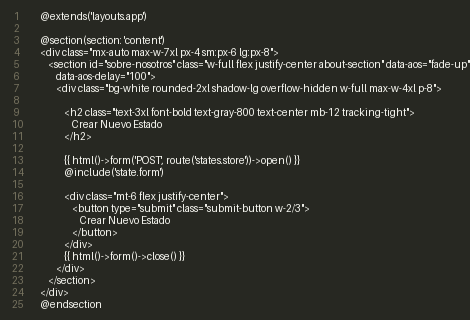 1 @extends('layouts.app')
2
3 @section(section: 'content')
4 <div class="mx-auto max-w-7xl px-4 sm:px-6 lg:px-8">
5 <section id="sobre-nosotros" class="w-full flex justify-center about-section" data-aos="fade-up"
6 data-aos-delay="100">
7 <div class="bg-white rounded-2xl shadow-lg overflow-hidden w-full max-w-4xl p-8">
8
9 <h2 class="text-3xl font-bold text-gray-800 text-center mb-12 tracking-tight">
10 Crear Nuevo Estado
11 </h2>
12
13 {{ html()->form('POST', route('states.store'))->open() }}
14 @include('state.form')
15
16 <div class="mt-6 flex justify-center">
17 <button type="submit" class="submit-button w-2/3">
18 Crear Nuevo Estado
19 </button>
20 </div>
21 {{ html()->form()->close() }}
22 </div>
23 </section>
24 </div>
25 @endsection